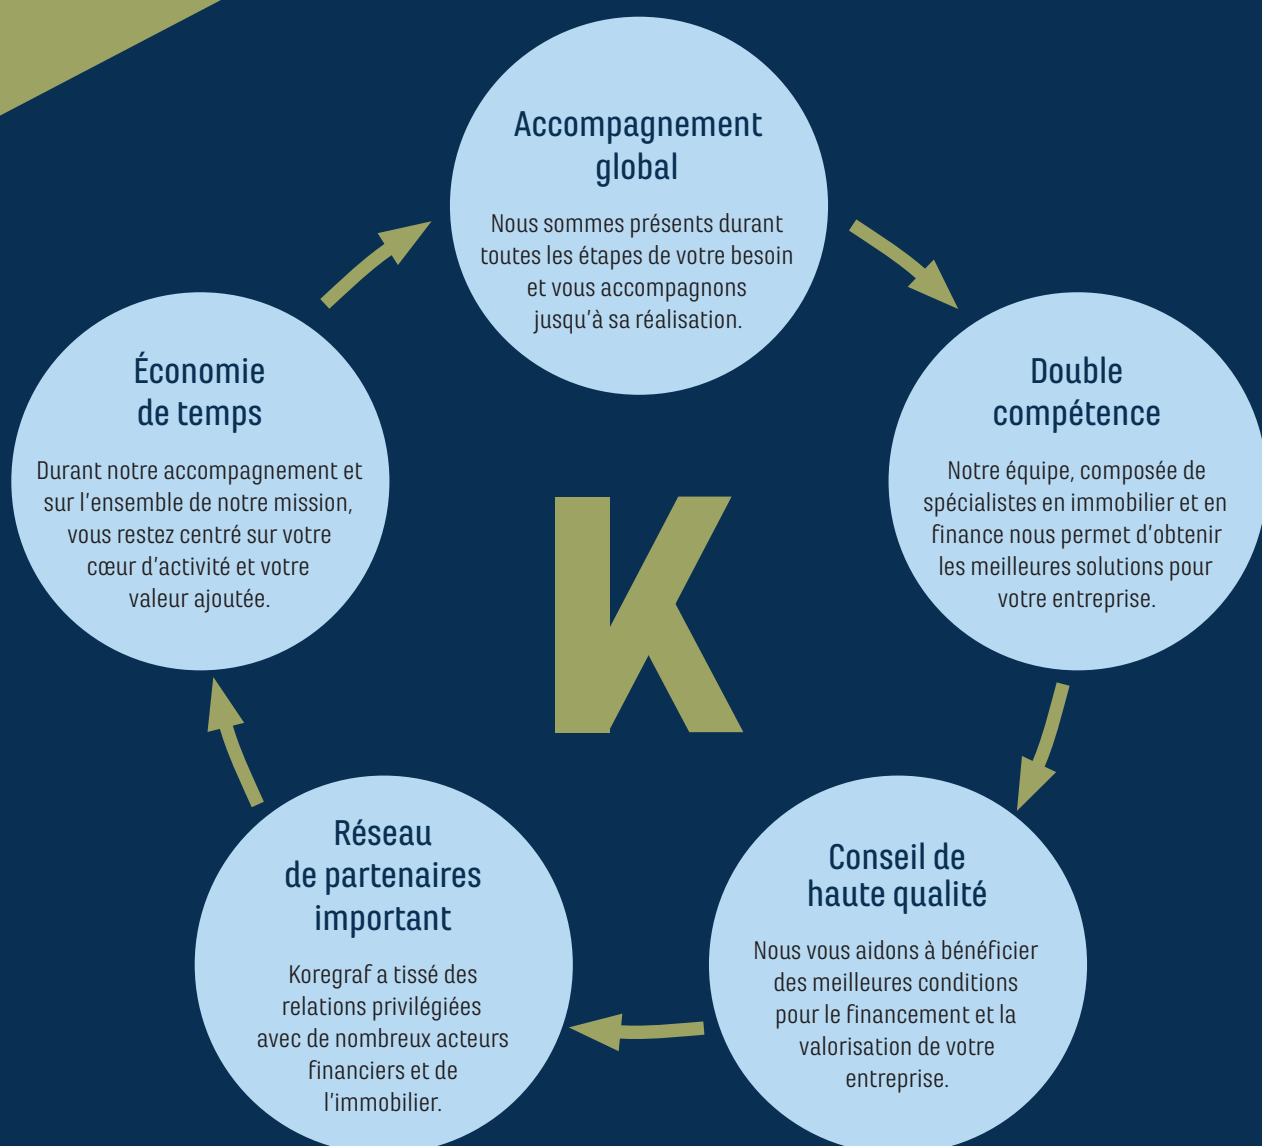 Accompagnement
global
Nous sommes présents durant
toutes les étapes de votre besoin
et vous accompagnons
jusqu'à sa réalisation.
Double
compétence
Notre équipe, composée de
spécialistes en immobilier et en
finance nous permet d'obtenir
les meilleures solutions pour
votre entreprise.
Conseil de
haute qualité
Nous vous aidons à bénéficier
des meilleures conditions
pour le financement et la
valorisation de votre
entreprise.
Réseau
de partenaires
important
Koregraf a tissé des
relations privilégiées
avec de nombreux acteurs
financiers et de
l'immobilier.
Économie
de temps
Durant notre accompagnement et
sur l'ensemble de notre mission,
vous restez centré sur votre
cœur d'activité et votre
valeur ajoutée.
K